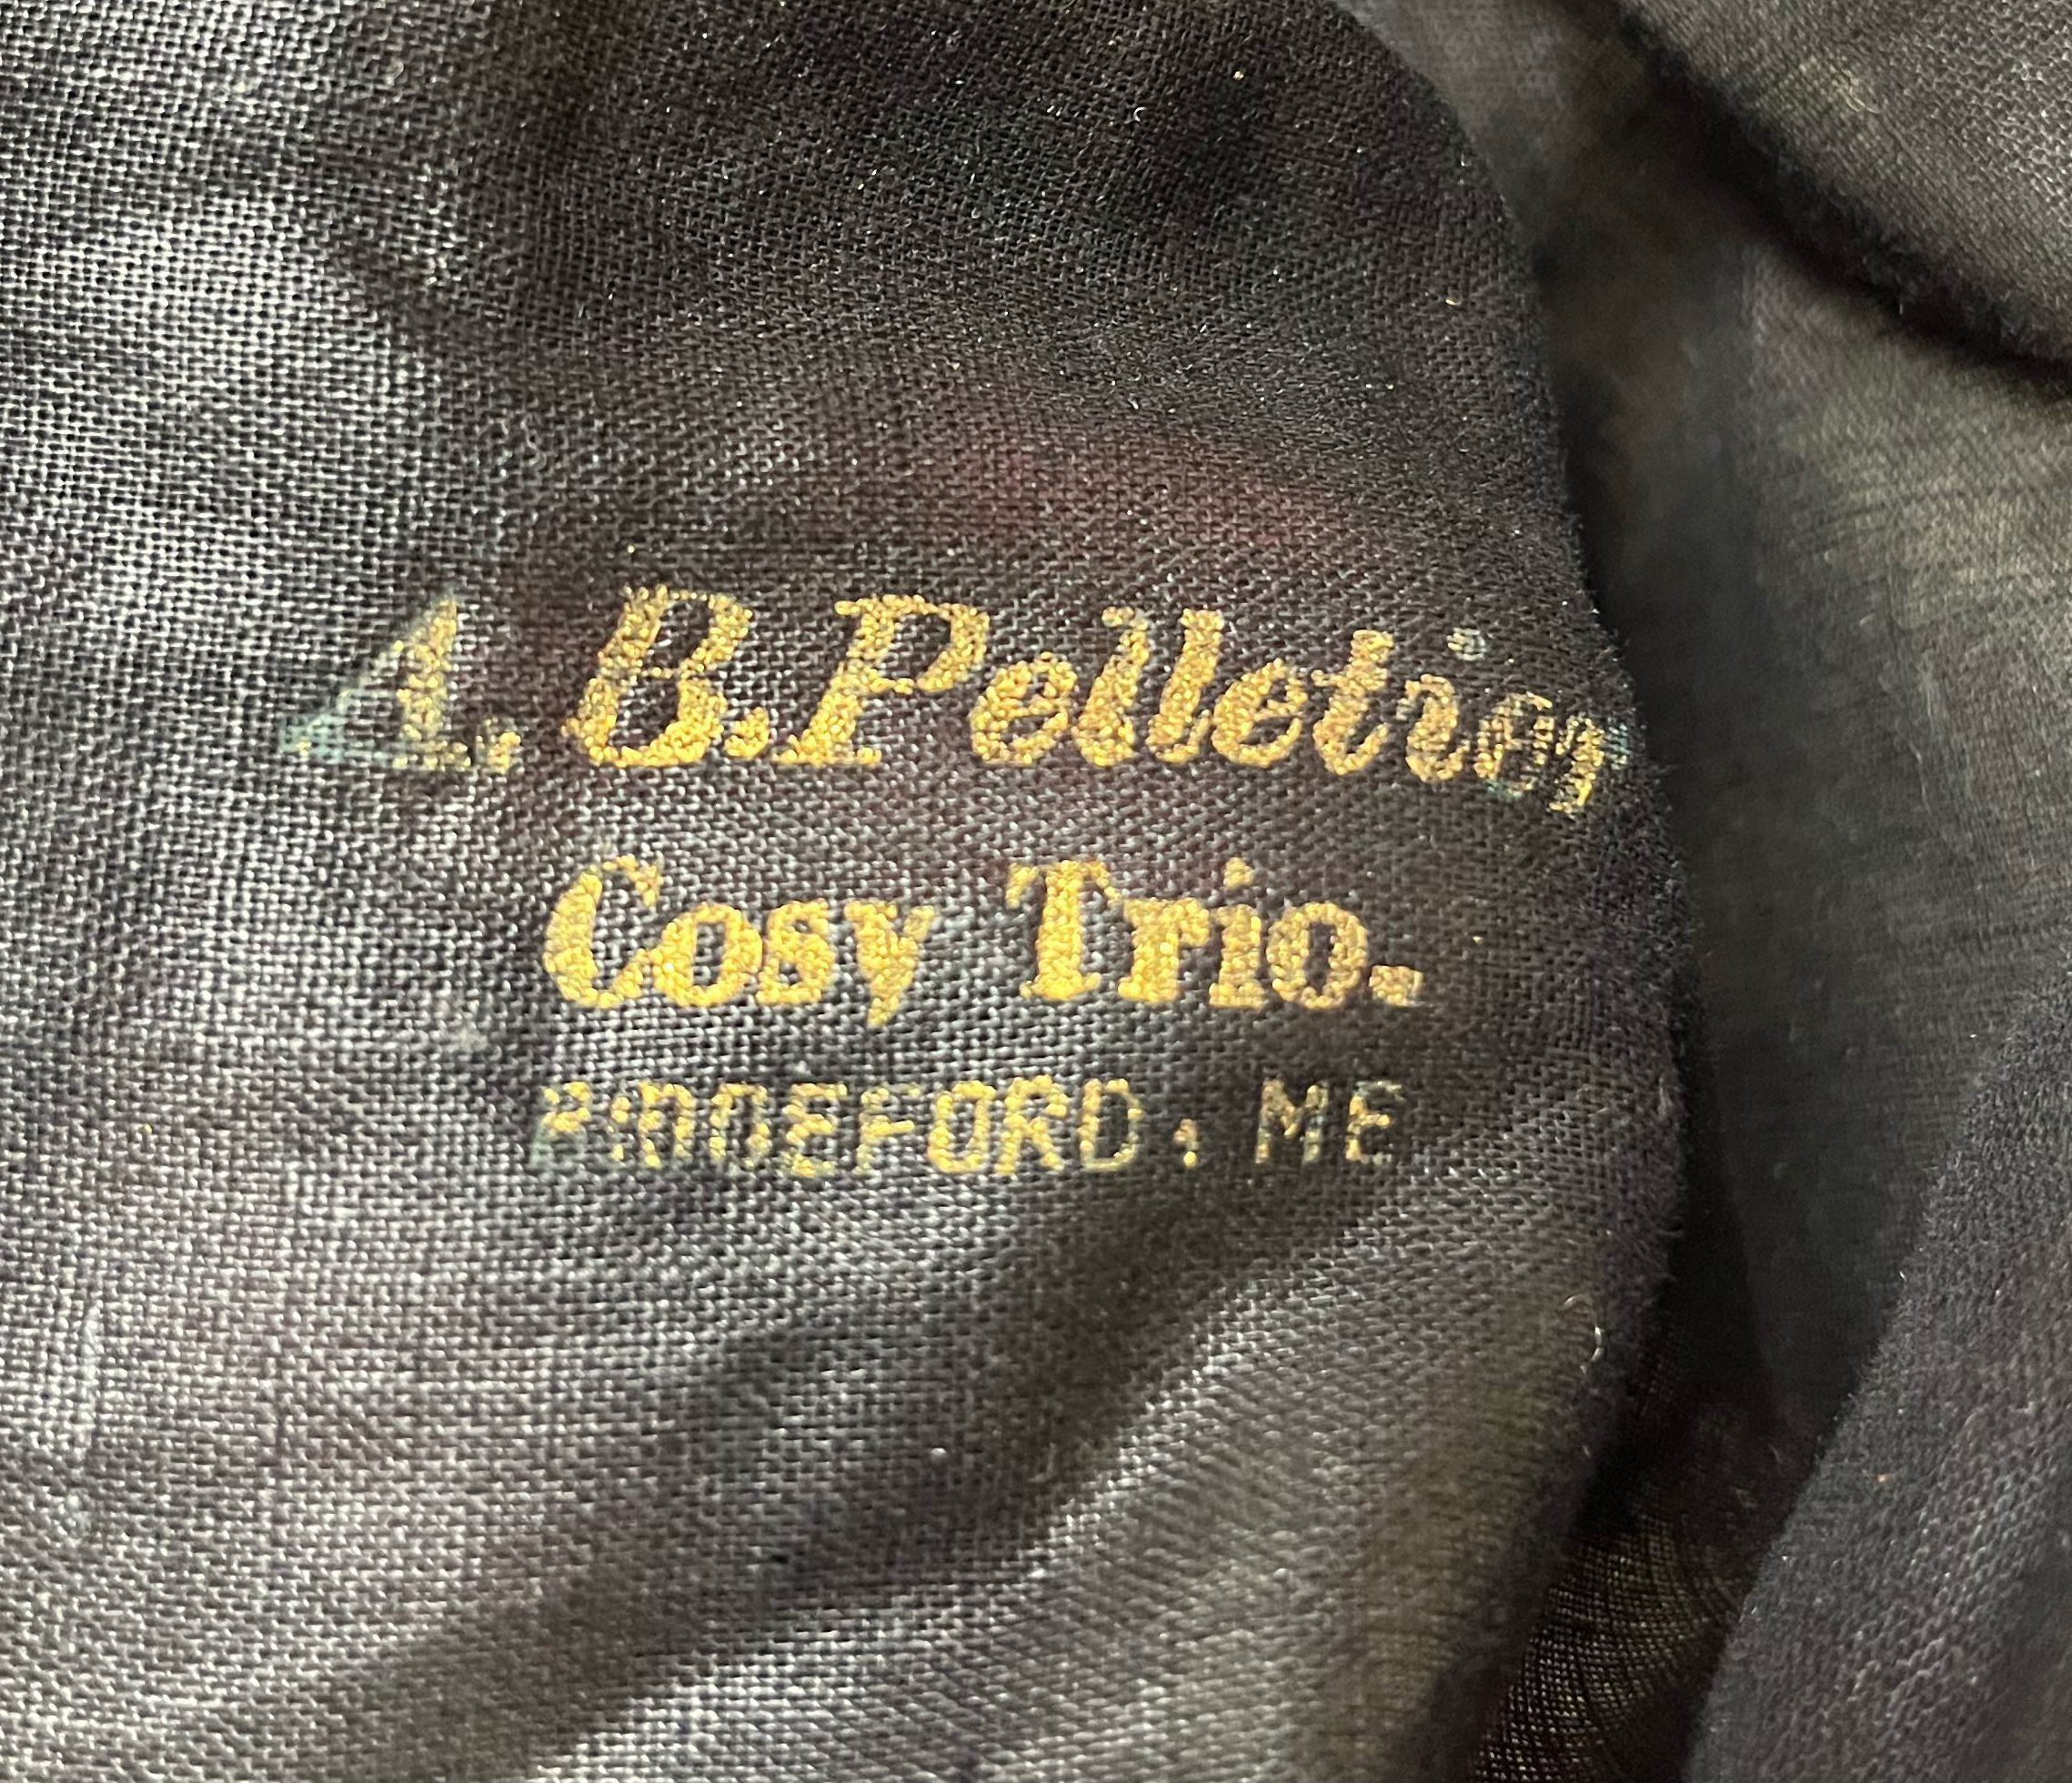 A. B. Pelletier
Cosy Trio.
BIDDEFORD, ME